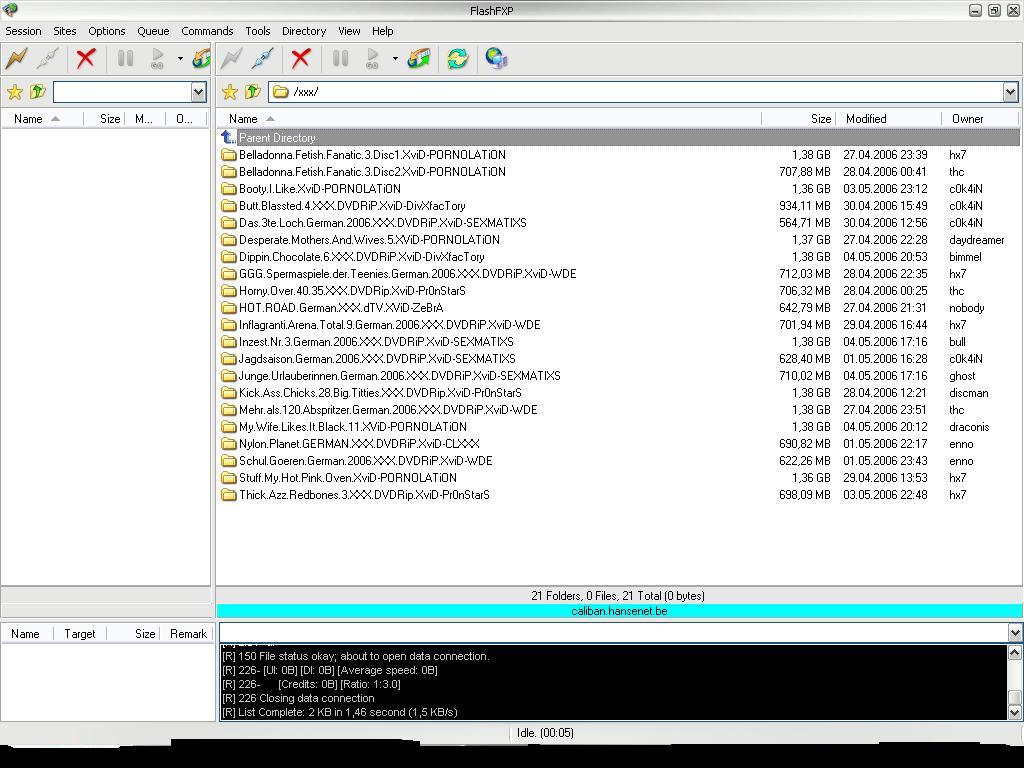 FlashFXP
Session Sites Options Queue Commands Tools Directory View Help
GO GO
/xxx/
Name Size M... O... Name Size Modified Owner
Parent Directory
Belladonna.Fetish.Fanatic.3.Disc1.XviD-PORNOLATiON 1,38 GB 27.04.2006 23:39 hx7
Belladonna.Fetish.Fanatic.3.Disc2.XviD-PORNOLATiON 707,88 MB 28.04.2006 00:41 thc
Booty.I.Like.XviD-PORNOLATiON 1,36 GB 03.05.2006 23:12 c0k4iN
Butt.Blassted.4.XXX.DVDRiP.XviD-DivXfacTory 934,11 MB 30.04.2006 15:49 c0k4iN
Das.3te.Loch.German.2006.XXX.DVDRiP.XviD-SEXMATiXS 564,71 MB 30.04.2006 12:56 c0k4iN
Desperate.Mothers.And.Wives.5.XViD-PORNOLATiON 1,37 GB 27.04.2006 22:28 daydreamer
Dippin.Chocolate.6.XXX.DVDRiP.XviD-DivXfacTory 1,38 GB 04.05.2006 20:53 bimmel
GGG.Spermaspiele.der.Teenies.German.2006.XXX.DVDRiP.XviD-WDE 712,03 MB 28.04.2006 22:35 hx7
Horny.Over.40.35.XXX.DVDRip.XviD-Pr0nStarS 706,32 MB 28.04.2006 00:25 thc
HOT.ROAD.German.XXX.dTV.XViD-ZeBrA 642,79 MB 27.04.2006 21:31 nobody
Inflagranti.Arena.Total.9.German.2006.XXX.DVDRiP.XviD-WDE 701,94 MB 29.04.2006 16:44 hx7
Inzest.Nr.3.German.2006.XXX.DVDRiP.XviD-SEXMATiXS 1,38 GB 04.05.2006 17:16 bull
Jagdsaison.German.2006.XXX.DVDRiP.XviD-SEXMATiXS 628,40 MB 01.05.2006 16:28 c0k4iN
Junge.Urlauberinnen.German.2006.XXX.DVDRiP.XviD-SEXMATiXS 710,02 MB 04.05.2006 17:16 ghost
Kick.Ass.Chicks.28.Big.Titties.XXX.DVDRip.XviD-Pr0nStarS 1,38 GB 28.04.2006 12:21 discman
Mehr.als.120.Abspritzer.German.2006.XXX.DVDRiP.XviD-WDE 1,38 GB 27.04.2006 23:51 thc
My.Wife.Likes.It.Black.11.XViD-PORNOLATiON 1,38 GB 04.05.2006 20:12 draconis
Nylon.Planet.GERMAN.XXX.DVDRiP.XviD-CLXXX 690,82 MB 01.05.2006 22:17 enno
Schul.Goeren.German.2006.XXX.DVDRiP.XviD-WDE 622,26 MB 01.05.2006 23:43 enno
Stuff.My.Hot.Pink.Oven.XviD-PORNOLATiON 1,36 GB 29.04.2006 13:53 hx7
Thick.Azz.Redbones.3.XXX.DVDRip.XviD-Pr0nStarS 698,09 MB 03.05.2006 22:48 hx7
21 Folders, 0 Files, 21 Total (0 bytes)
caliban.hansenet.be
Name Target Size Remark
[R] 150 File status okay; about to open data connection.
[R] 226- [Ul: 0B] [Dl: 0B] [Average speed: 0B]
[R] 226- [Credits: 0B] [Ratio: 1:3.0]
[R] 226 Closing data connection
[R] List Complete: 2 KB in 1,46 second (1,5 KB/s)
Idle. (00:05)